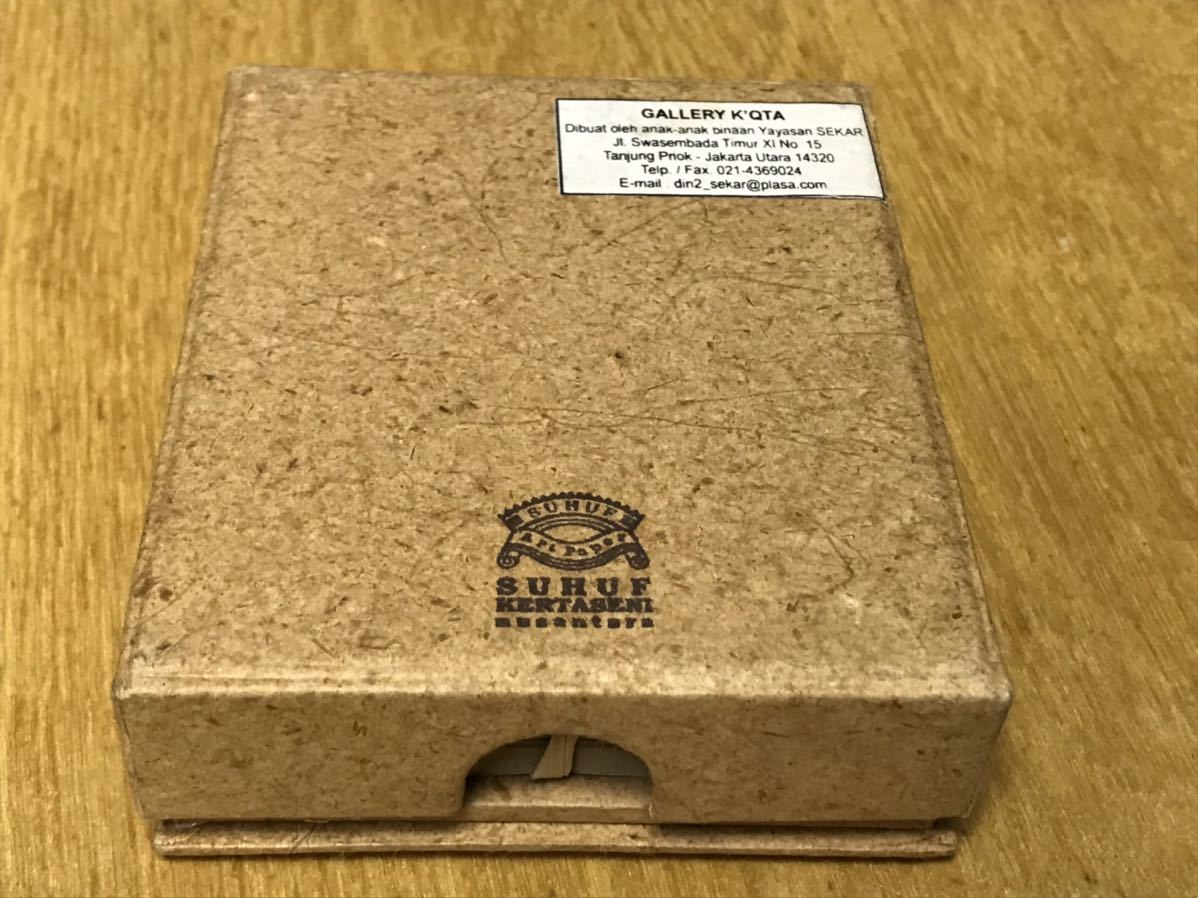 GALLERY K'QTA
Dibuat oleh anak-anak binaan Yayasan SEKAR
Jl. Swasembada Timur XI No 15
Tanjung Priok - Jakarta Utara 14320
Telp. / Fax. 021-4369024
E-mail : din2_sekar@plasa.com
SUHUF
Art Paper
SUHUF
KERTASENI
nusantara